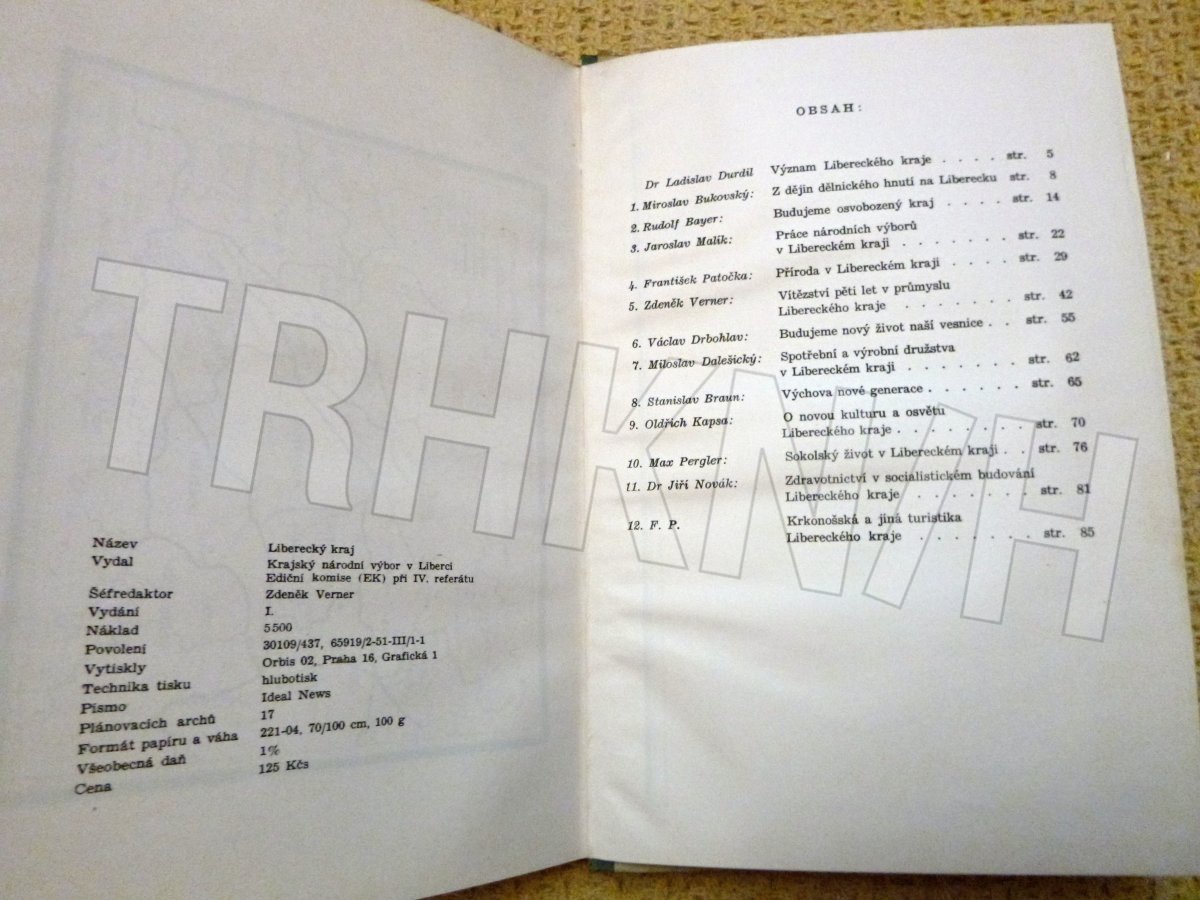 Název Liberecký kraj
Vydal Krajský národní výbor v Liberci
Ediční komise (EK) při IV. referátu
Šéfredaktor Zdeněk Verner
Vydání I.
Náklad 5500
Povolení 30109/437, 65919/2-51-III/1-1
Vytiskly Orbis 02, Praha 16, Grafická 1
Technika tisku hlubotisk
Písmo Ideal News
Plánovacích archů 17
Formát papíru a váha 221-04, 70/100 cm, 100 g
Všeobecná daň 1%
Cena 125 Kčs
OBSAH:
Dr Ladislav Durdil Význam Libereckého kraje . . . . str. 5
1. Miroslav Bukovský: Z dějin dělnického hnutí na Liberecku str. 8
2. Rudolf Bayer: Budujeme osvobozený kraj . . . . str. 14
3. Jaroslav Malík: Práce národních výborů
v Libereckém kraji . . . . . . . str. 22
4. František Patočka: Příroda v Libereckém kraji . . . . str. 29
5. Zdeněk Verner: Vítězství pěti let v průmyslu
Libereckého kraje . . . . . . . str. 42
6. Václav Drbohlav: Budujeme nový život naší vesnice . . str. 55
7. Miloslav Dalešický: Spotřební a výrobní družstva
v Libereckém kraji . . . . . . . str. 62
8. Stanislav Braun: Výchova nové generace . . . . . . str. 65
9. Oldřich Kapsa: O novou kulturu a osvětu
Libereckého kraje . . . . . . . str. 70
10. Max Pergler: Sokolský život v Libereckém kraji . . str. 76
11. Dr Jiří Novák: Zdravotnictví v socialistickém budování
Libereckého kraje . . . . . . str. 81
12. F. P. Krkonošská a jiná turistika
Libereckého kraje . . . . . . str. 85
TRHKNIH